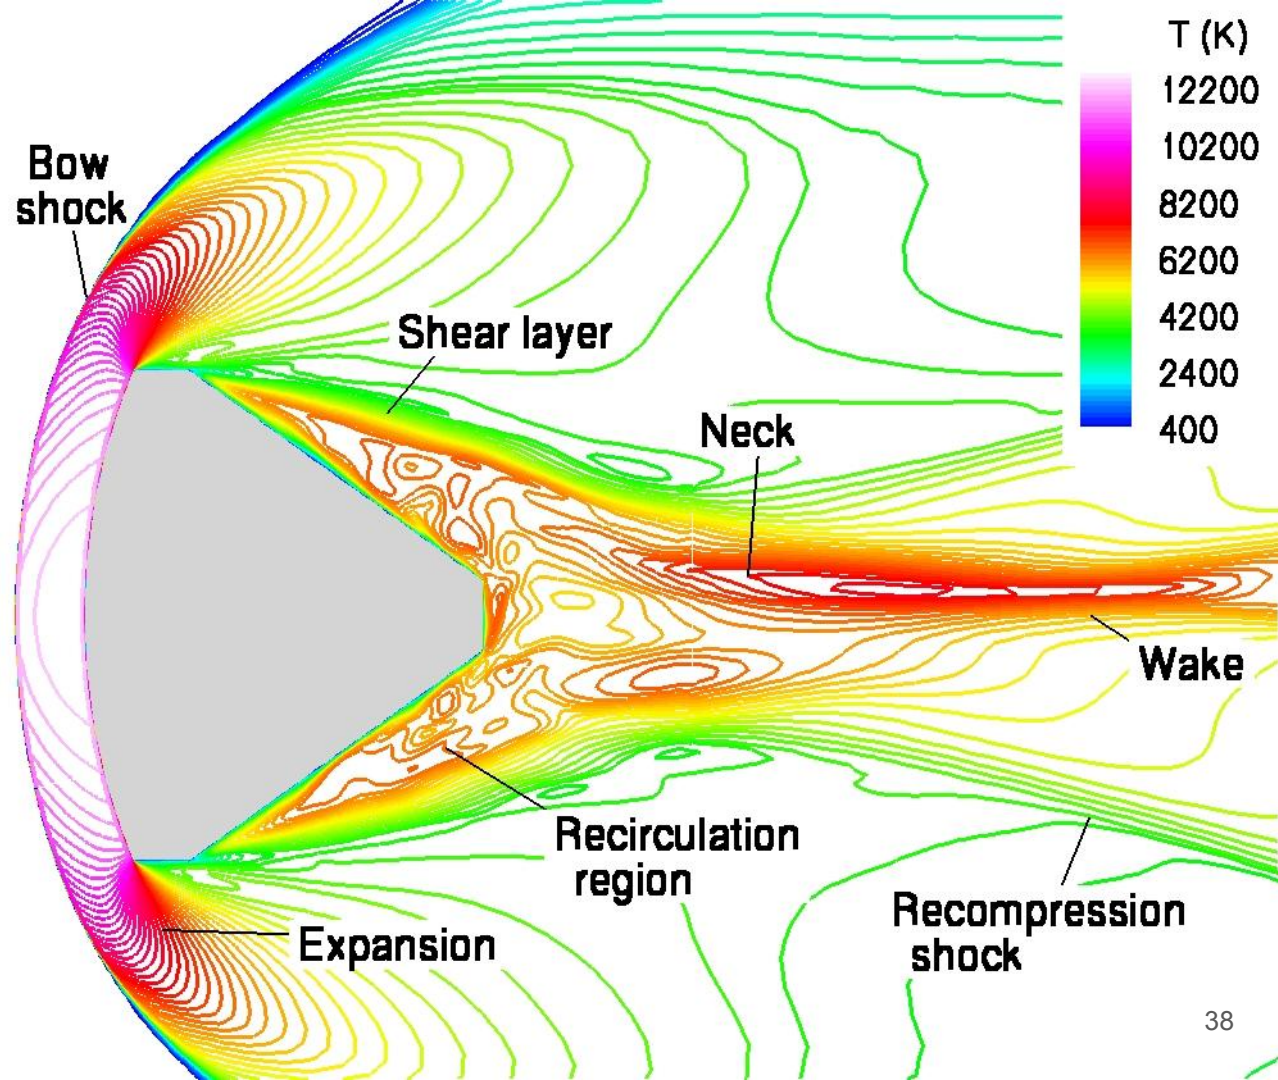 T (K)
12200
10200
8200
6200
4200
2400
400
Bow
shock
Shear layer
Neck
Wake
Recirculation
region
Recompression
shock
Expansion
38